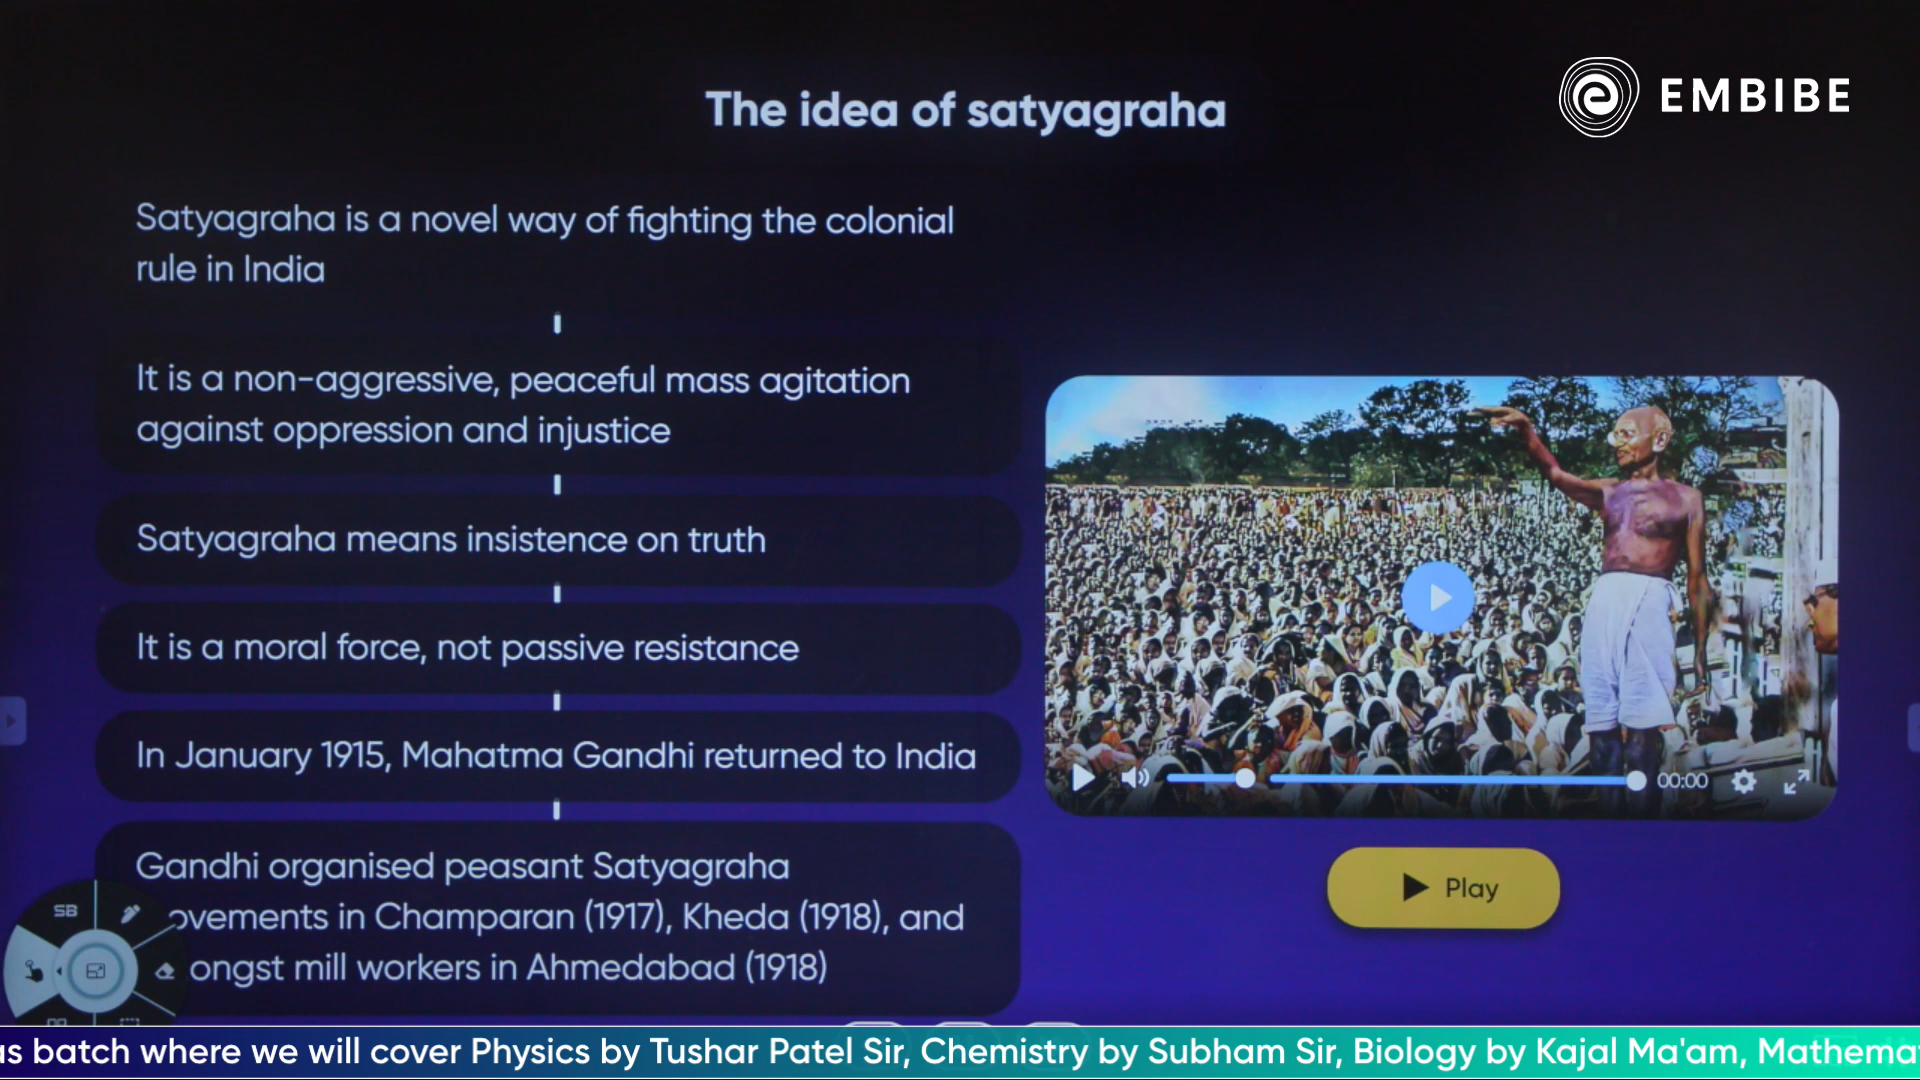 The idea of satyagraha
EMBIBE
Satyagraha is a novel way of fighting the colonial
rule in India
It is a non-aggressive, peaceful mass agitation
against oppression and injustice
Satyagraha means insistence on truth
It is a moral force, not passive resistance
In January 1915, Mahatma Gandhi returned to India
Gandhi organised peasant Satyagraha
ovements in Champaran (1917), Kheda (1918), and
ongst mill workers in Ahmedabad (1918)
00:00
Play
SB
as batch where we will cover Physics by Tushar Patel Sir, Chemistry by Subham Sir, Biology by Kajal Ma'am, Mathema